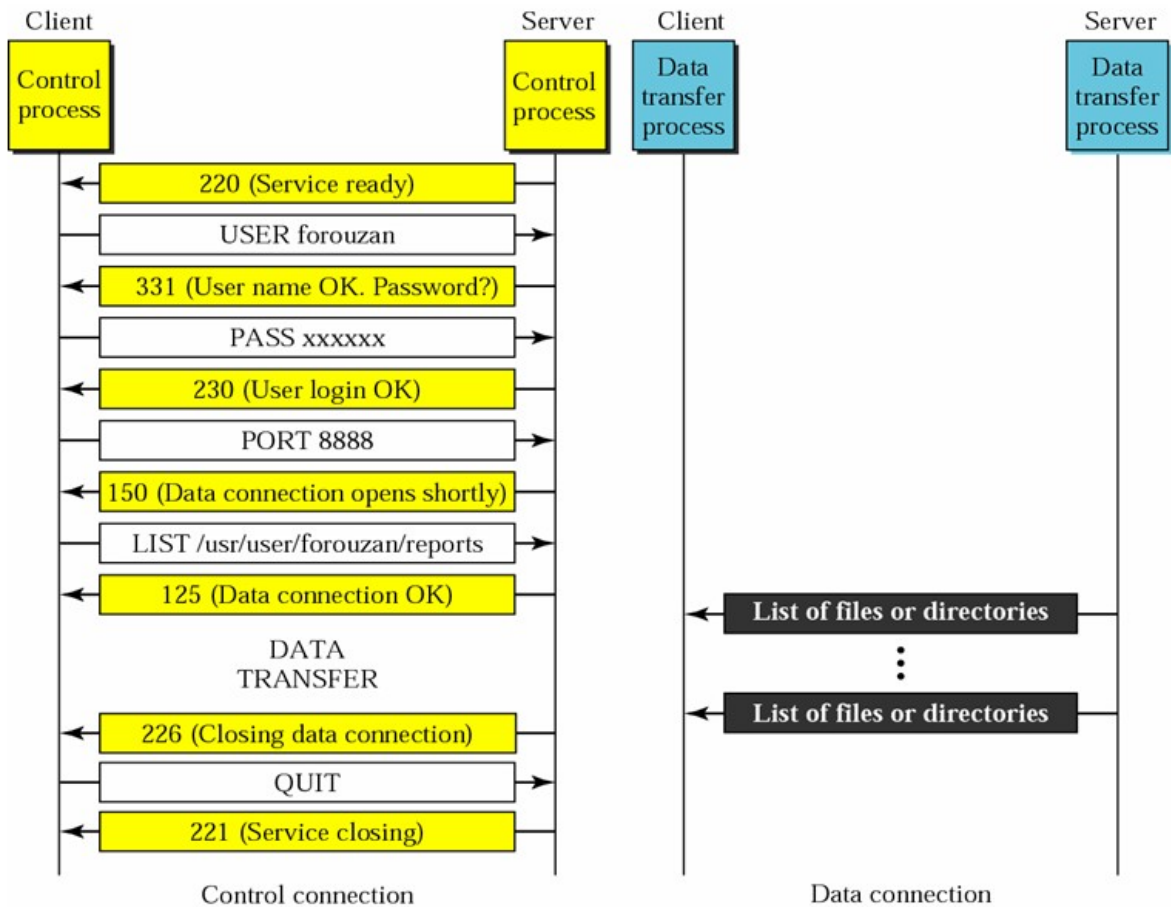 Client
Server
Client
Server
Control
process
Control
process
Data
transfer
process
Data
transfer
process
220 (Service ready)
USER forouzan
331 (User name OK. Password?)
PASS xxxxxx
230 (User login OK)
PORT 8888
150 (Data connection opens shortly)
LIST /usr/user/forouzan/reports
125 (Data connection OK)
DATA
TRANSFER
226 (Closing data connection)
QUIT
221 (Service closing)
Control connection
List of files or directories
List of files or directories
Data connection